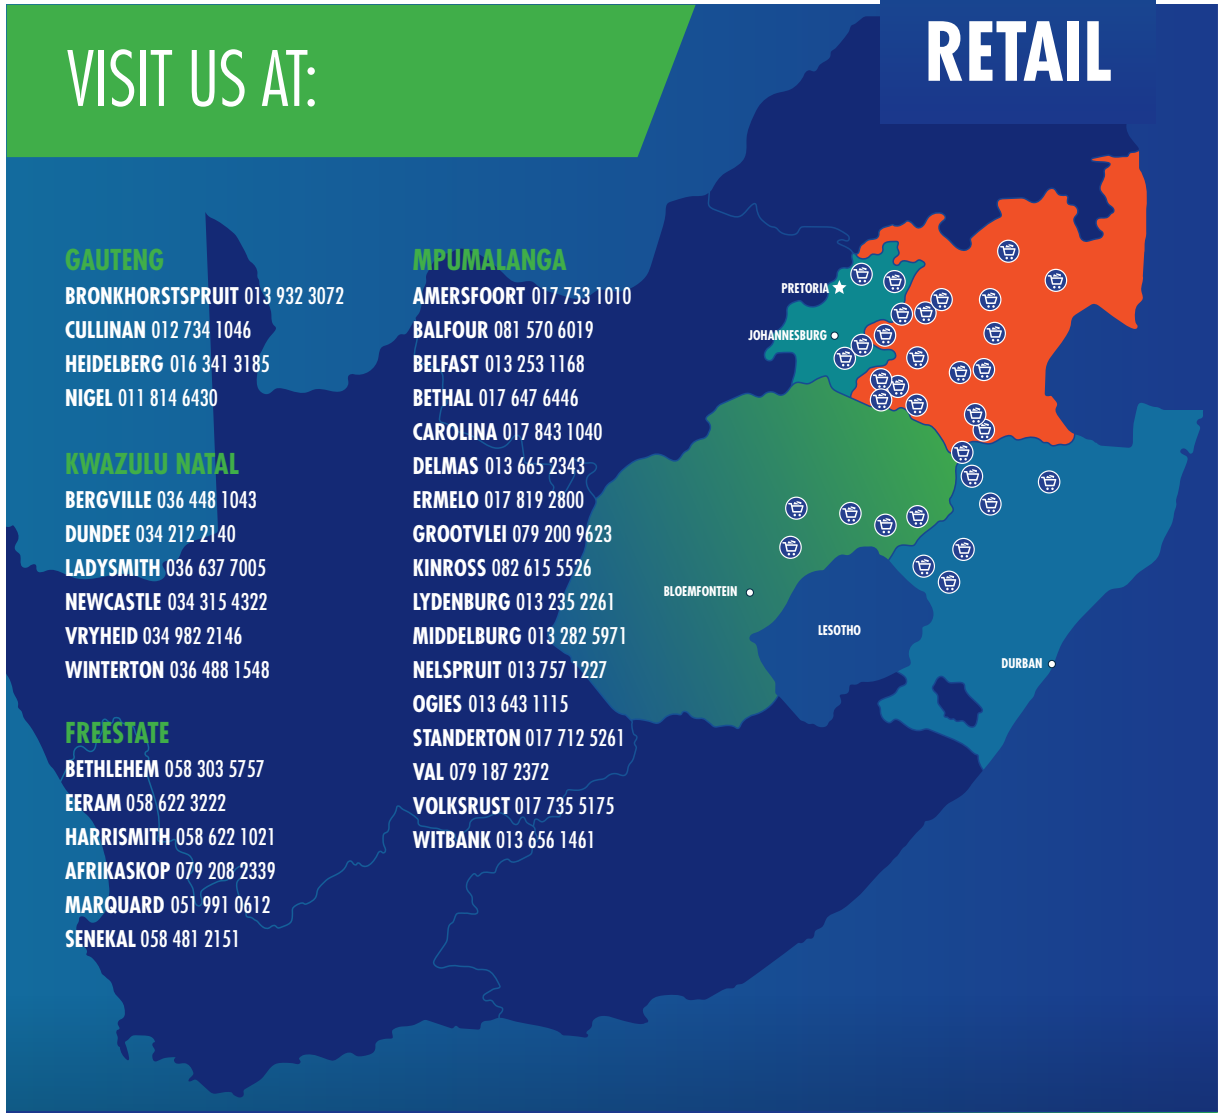 VISIT US AT:
RETAIL
GAUTENG
BRONKHORSTSPRUIT 013 932 3072
CULLINAN 012 734 1046
HEIDELBERG 016 341 3185
NIGEL 011 814 6430
KWAZULU NATAL
BERGVILLE 036 448 1043
DUNDEE 034 212 2140
LADYSMITH 036 637 7005
NEWCASTLE 034 315 4322
VRYHEID 034 982 2146
WINTERTON 036 488 1548
FREESTATE
BETHLEHEM 058 303 5757
EERAM 058 622 3222
HARRISMITH 058 622 1021
AFRIKASKOP 079 208 2339
MARQUARD 051 991 0612
SENEKAL 058 481 2151
MPUMALANGA
AMERSFOORT 017 753 1010
BALFOUR 081 570 6019
BELFAST 013 253 1168
BETHAL 017 647 6446
CAROLINA 017 843 1040
DELMAS 013 665 2343
ERMELO 017 819 2800
GROOTVLEI 079 200 9623
KINROSS 082 615 5526
LYDENBURG 013 235 2261
MIDDELBURG 013 282 5971
NELSPRUIT 013 757 1227
OGIES 013 643 1115
STANDERTON 017 712 5261
VAL 079 187 2372
VOLKSRUST 017 735 5175
WITBANK 013 656 1461
PRETORIA
JOHANNESBURG
BLOEMFONTEIN
LESOTHO
DURBAN